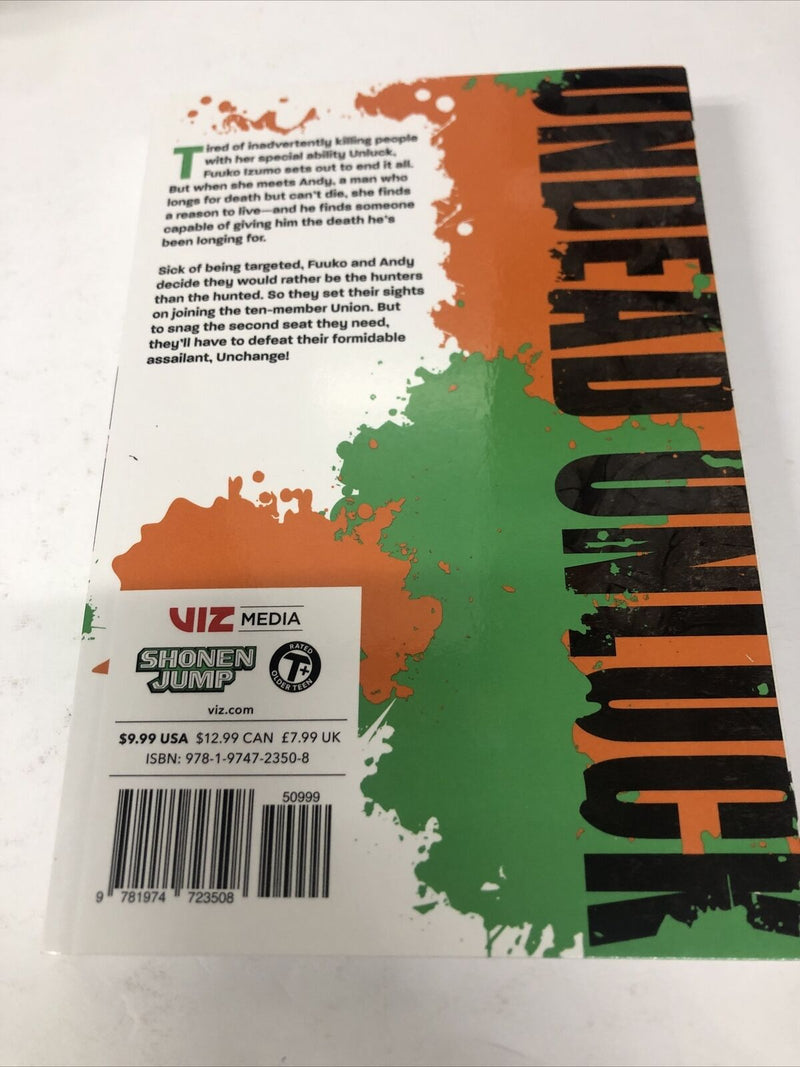 Tired of inadvertently killing people
with her special ability Unluck,
Fuuko Izumo sets out to end it all.
But when she meets Andy, a man who
longs for death but can't die, she finds
a reason to live—and he finds someone
capable of giving him the death he's
been longing for.
Sick of being targeted, Fuuko and Andy
decide they would rather be the hunters
than the hunted. So they set their sights
on joining the ten-member Union. But
to snag the second seat they need,
they'll have to defeat their formidable
assailant, Unchange!
UNDEAD UNLUCK
VIZ MEDIA
SHONEN
JUMP
RATED
T+
OLDER TEEN
viz.com
$9.99 USA $12.99 CAN £7.99 UK
ISBN: 978-1-9747-2350-8
50999
9 781974 723508